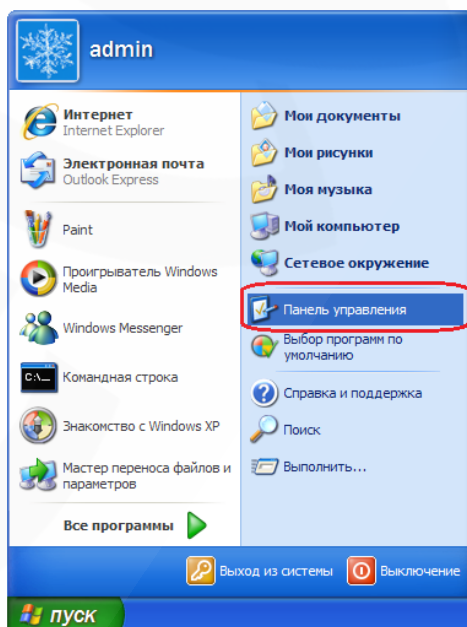 admin
Интернет
Internet Explorer
Электронная почта
Outlook Express
Paint
Проигрыватель Windows
Media
Windows Messenger
C:\_
Командная строка
Знакомство с Windows XP
Мастер переноса файлов и
параметров
Все программы
Мои документы
Мои рисунки
Моя музыка
Мой компьютер
Сетевое окружение
Панель управления
Выбор программ по
умолчанию
Справка и поддержка
Поиск
Выполнить...
Выход из системы
Выключение
пуск